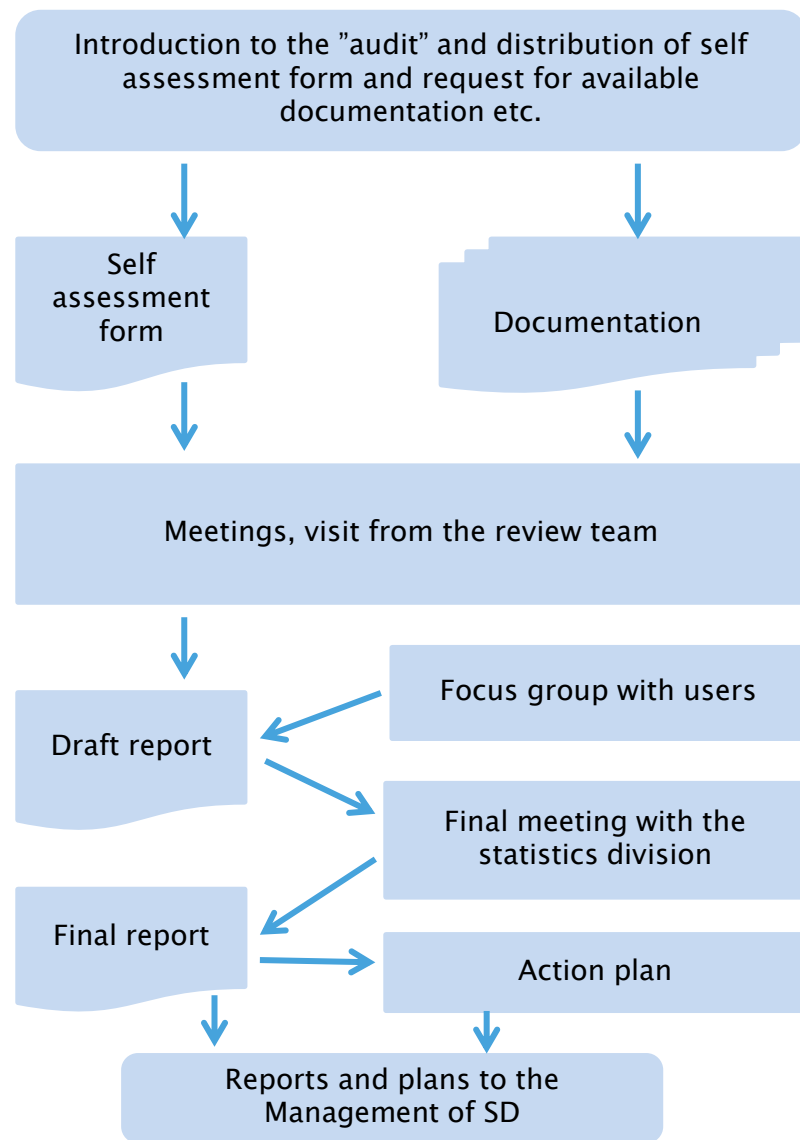 Introduction to the ”audit” and distribution of self
assessment form and request for available
documentation etc.
Self
assessment
form
Documentation
Meetings, visit from the review team
Focus group with users
Draft report
Final meeting with the
statistics division
Final report
Action plan
Reports and plans to the
Management of SD